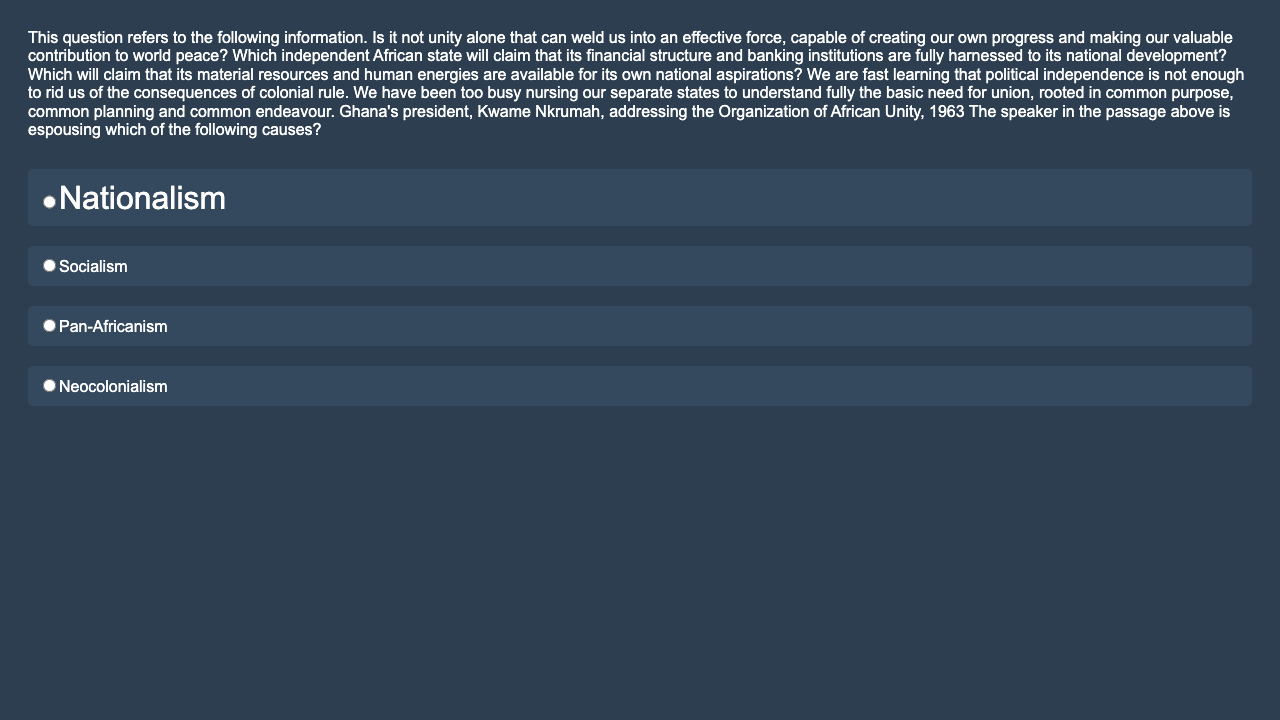 This question refers to the following information. Is it not unity alone that can weld us into an effective force, capable of creating our own progress and making our valuable
contribution to world peace? Which independent African state will claim that its financial structure and banking institutions are fully harnessed to its national development?
Which will claim that its material resources and human energies are available for its own national aspirations? We are fast learning that political independence is not enough
to rid us of the consequences of colonial rule. We have been too busy nursing our separate states to understand fully the basic need for union, rooted in common purpose,
common planning and common endeavour. Ghana's president, Kwame Nkrumah, addressing the Organization of African Unity, 1963 The speaker in the passage above is
espousing which of the following causes?
Nationalism
Socialism
Pan-Africanism
Neocolonialism